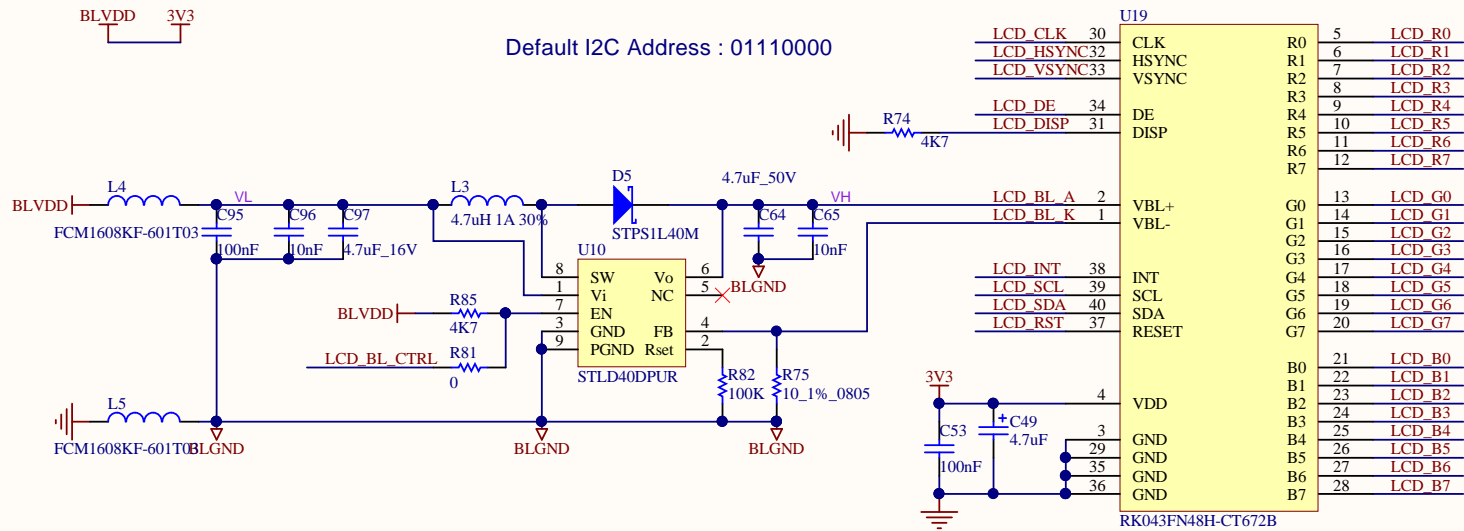 BLVDD 3V3
Default I2C Address : 01110000
BLVDD
L4
FCM1608KF-601T03
VL
C95
100nF
C96
10nF
C97
4.7uF_16V
L3
4.7uH 1A 30%
D5
STPS1L40M
4.7uF_50V
C64
C65
10nF
VH
BLGND
U10
8 SW Vo 6
1 Vi NC 5
7 EN
3 GND FB 4
9 PGND Rset 2
STLD40DPUR
BLVDD
R85
4K7
LCD_BL_CTRL
R81
0
R82
100K
R75
10_1%_0805
L5
FCM1608KF-601T03
BLGND
BLGND
BLGND
R74
4K7
U19
LCD_CLK 30 CLK R0 5 LCD_R0
LCD_HSYNC 32 HSYNC R1 6 LCD_R1
LCD_VSYNC 33 VSYNC R2 7 LCD_R2
R3 8 LCD_R3
LCD_DE 34 DE R4 9 LCD_R4
LCD_DISP 31 DISP R5 10 LCD_R5
R6 11 LCD_R6
R7 12 LCD_R7
LCD_BL_A 2 VBL+ G0 13 LCD_G0
LCD_BL_K 1 VBL- G1 14 LCD_G1
G2 15 LCD_G2
G3 16 LCD_G3
LCD_INT 38 INT G4 17 LCD_G4
LCD_SCL 39 SCL G5 18 LCD_G5
LCD_SDA 40 SDA G6 19 LCD_G6
LCD_RST 37 RESET G7 20 LCD_G7
B0 21 LCD_B0
B1 22 LCD_B1
4 VDD B2 23 LCD_B2
B3 24 LCD_B3
3 GND B4 25 LCD_B4
29 GND B5 26 LCD_B5
35 GND B6 27 LCD_B6
36 GND B7 28 LCD_B7
RK043FN48H-CT672B
3V3
C53
100nF
+
C49
4.7uF